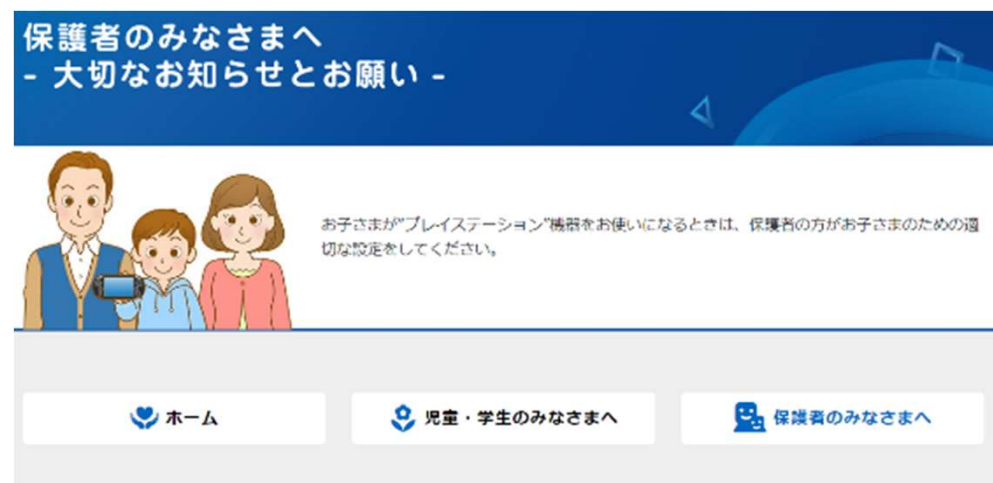 保護者のみなさまへ
- 大切なお知らせとお願い -
お子さまが"プレイステーション"機器をお使いになるときは、保護者の方がお子さまのための適
切な設定をしてください。
ホーム
児童・学生のみなさまへ
保護者のみなさまへ